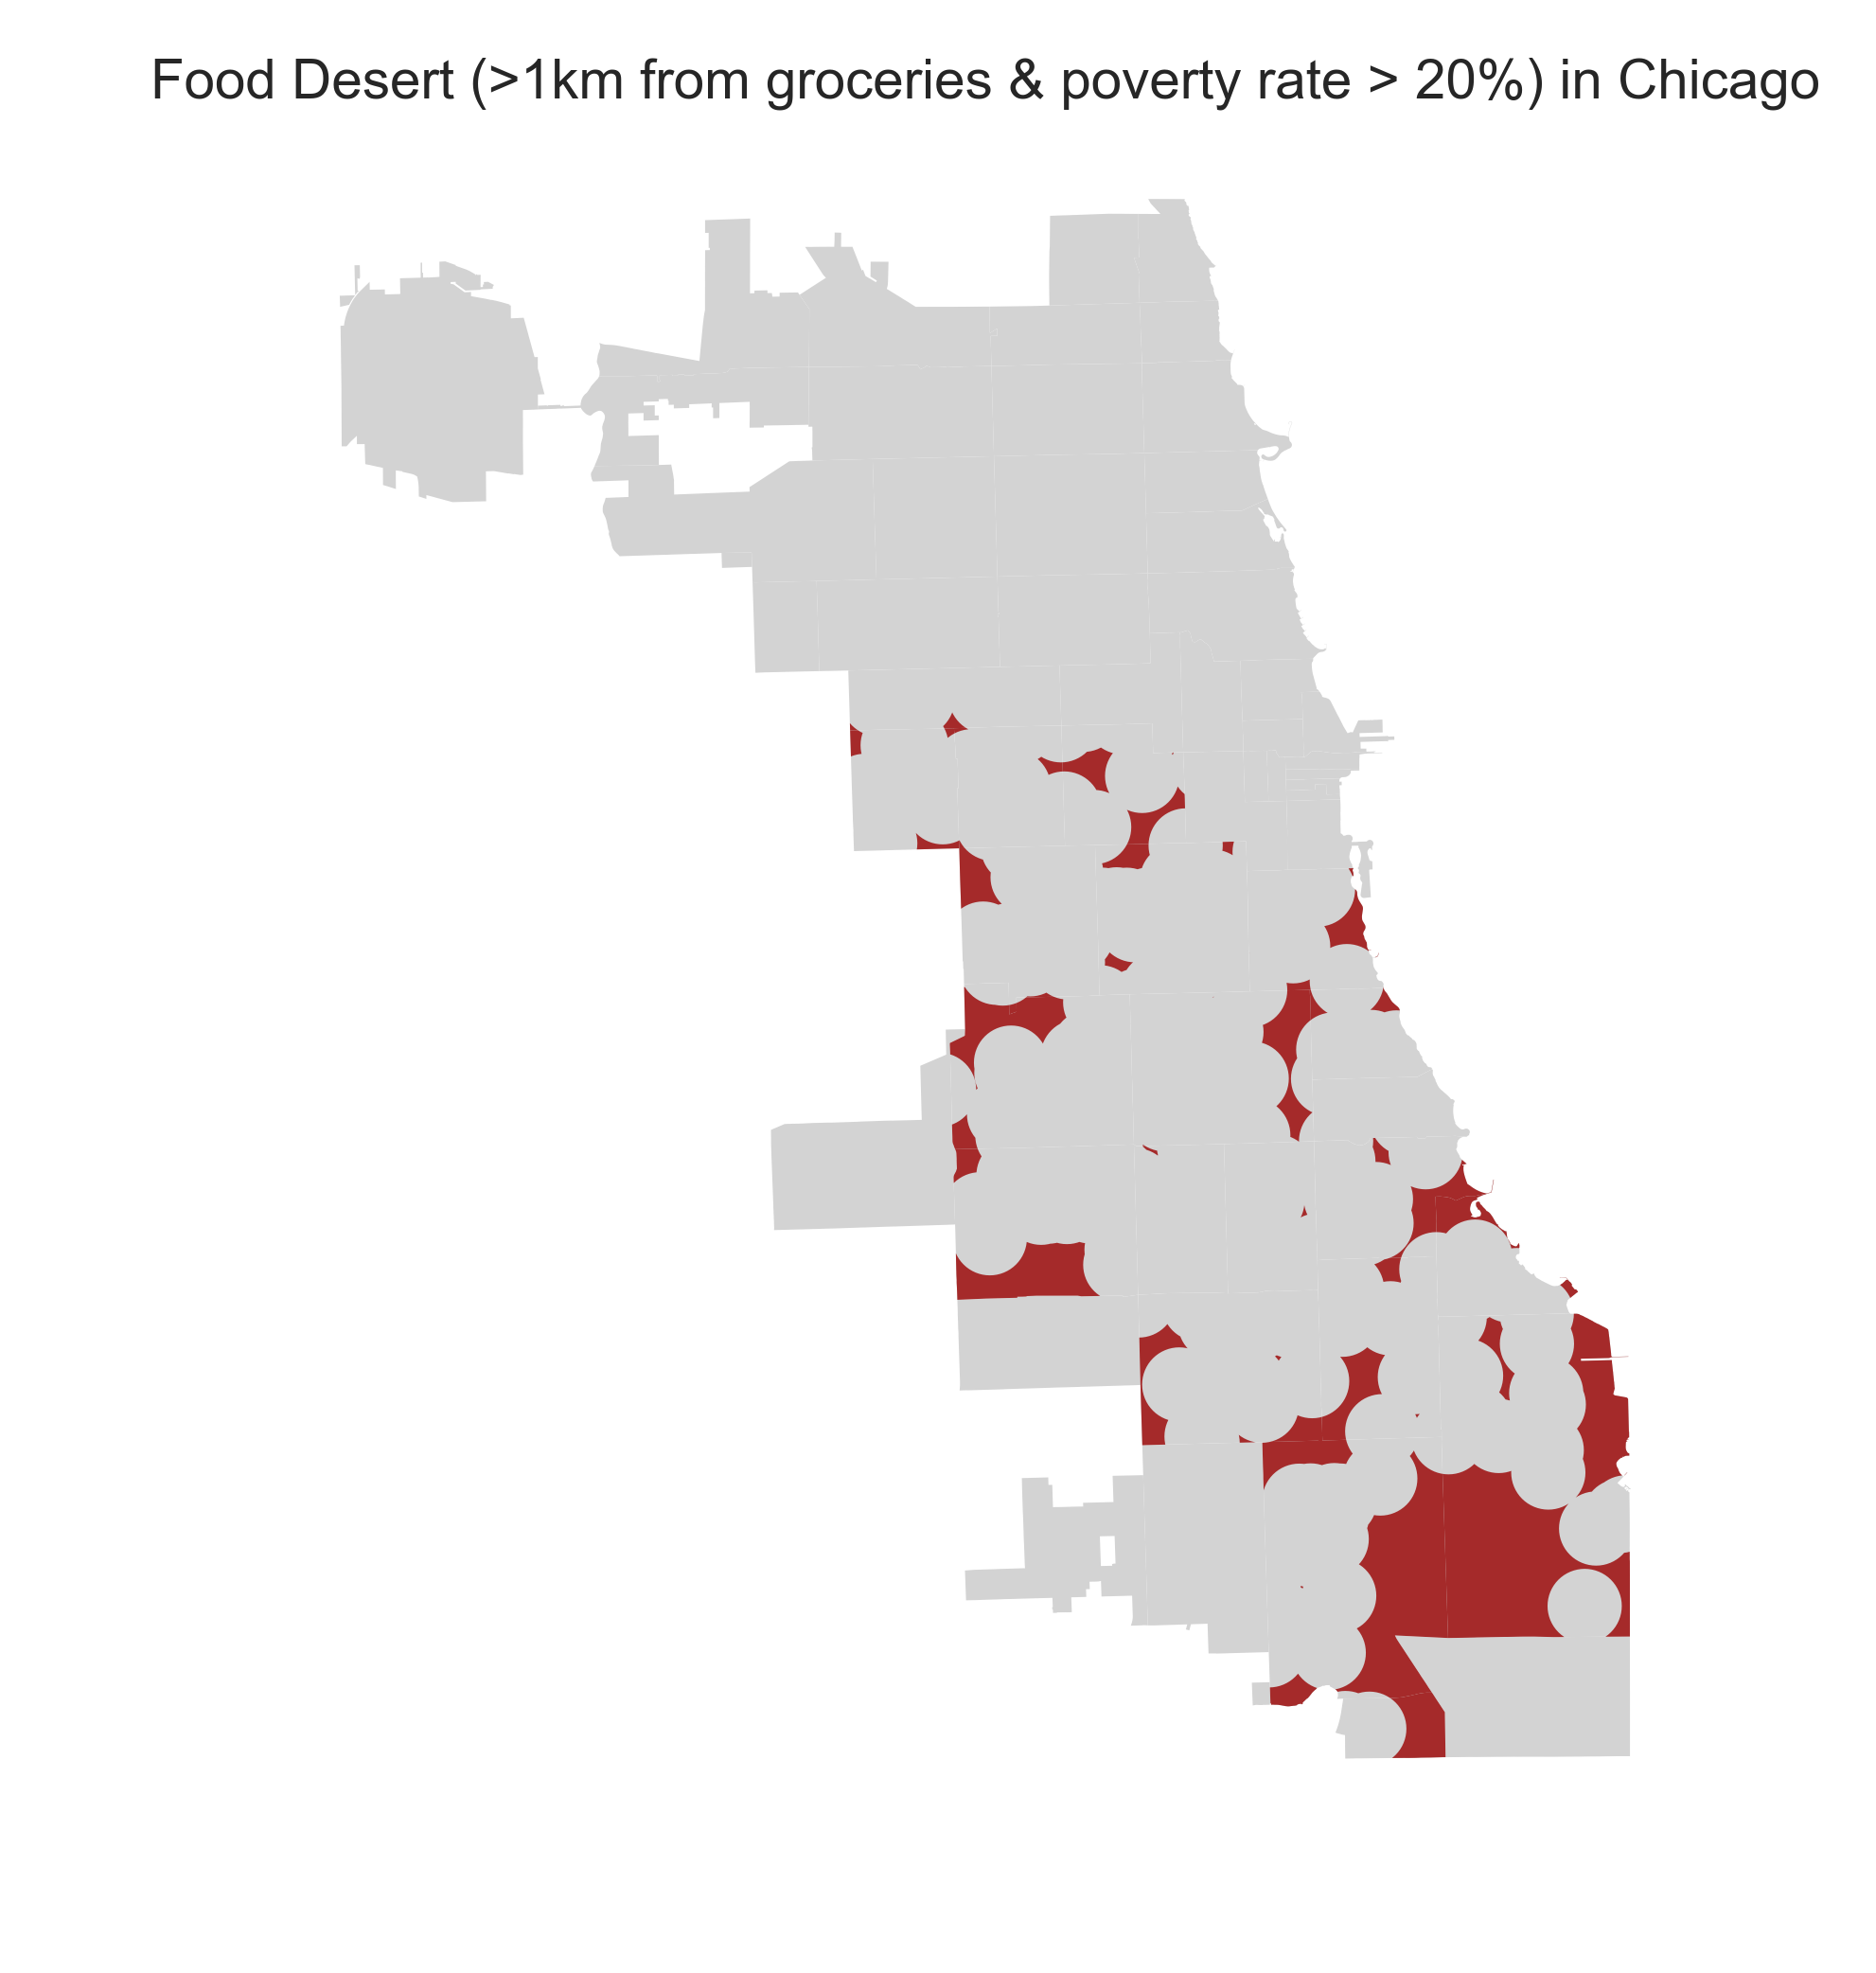 Food Desert (>1km from groceries & poverty rate > 20%) in Chicago